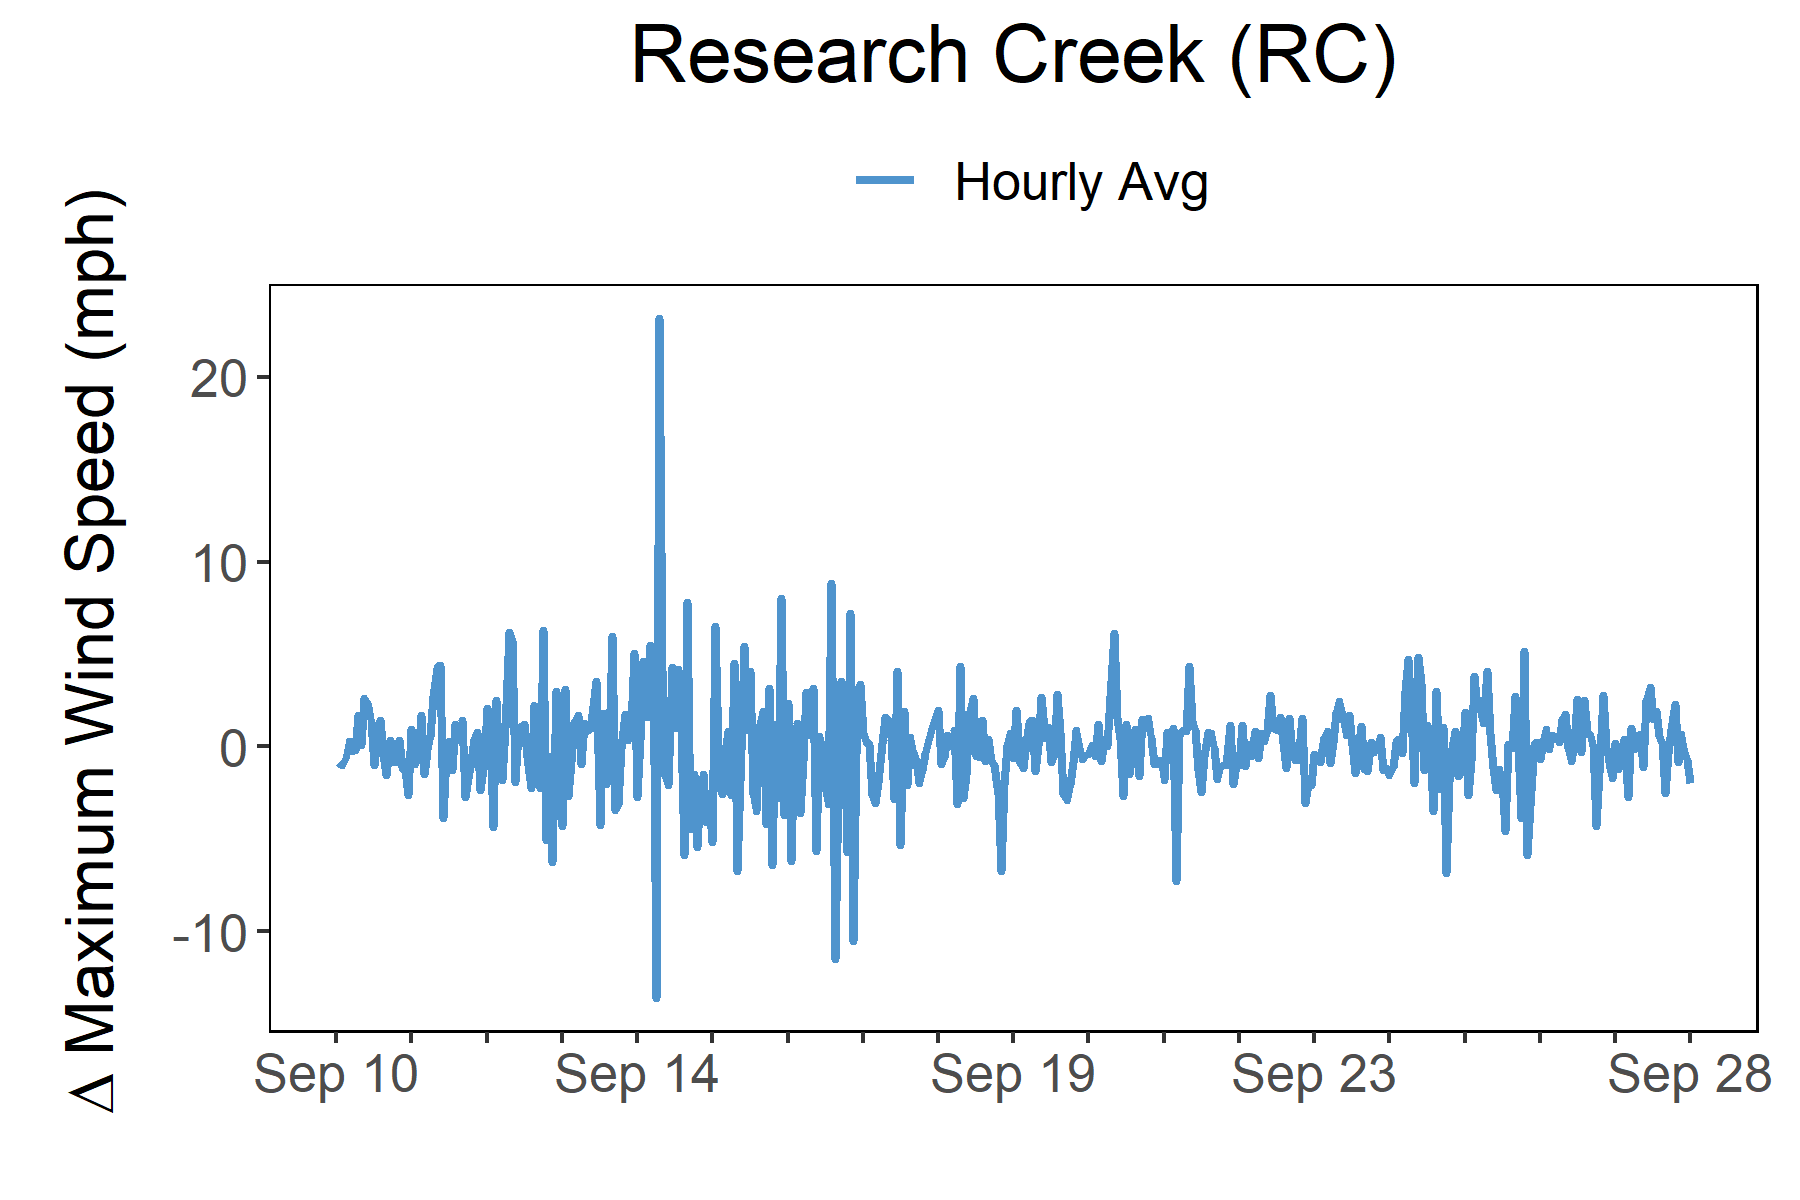 Research Creek (RC)
Hourly Avg
Δ Maximum Wind Speed (mph)
20
10
0
-10
Sep 10 Sep 14 Sep 19 Sep 23 Sep 28